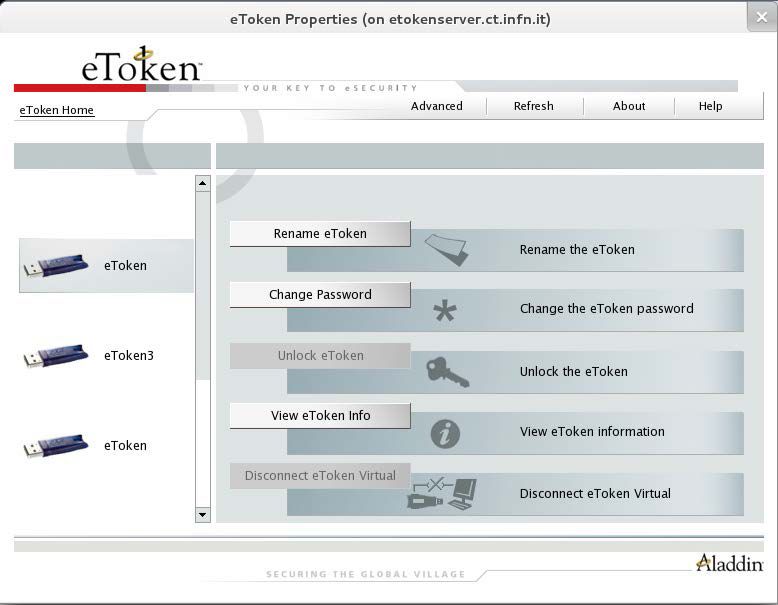 eToken Properties (on etokenserver.ct.infn.it)
eToken™
YOUR KEY TO eSECURITY
eToken Home
Advanced Refresh About Help
Rename eToken
Rename the eToken
eToken
Change Password
Change the eToken password
eToken3
Unlock eToken
Unlock the eToken
View eToken Info
View eToken information
eToken
Disconnect eToken Virtual
Disconnect eToken Virtual
Aladdin
SECURING THE GLOBAL VILLAGE